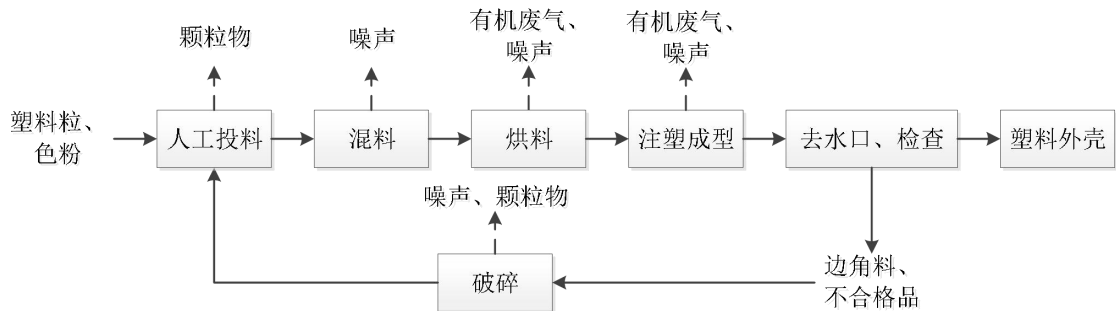 颗粒物
噪声
有机废气、
噪声
有机废气、
噪声
塑料粒、
色粉
人工投料
混料
烘料
注塑成型
去水口、检查
塑料外壳
噪声、颗粒物
破碎
边角料、
不合格品